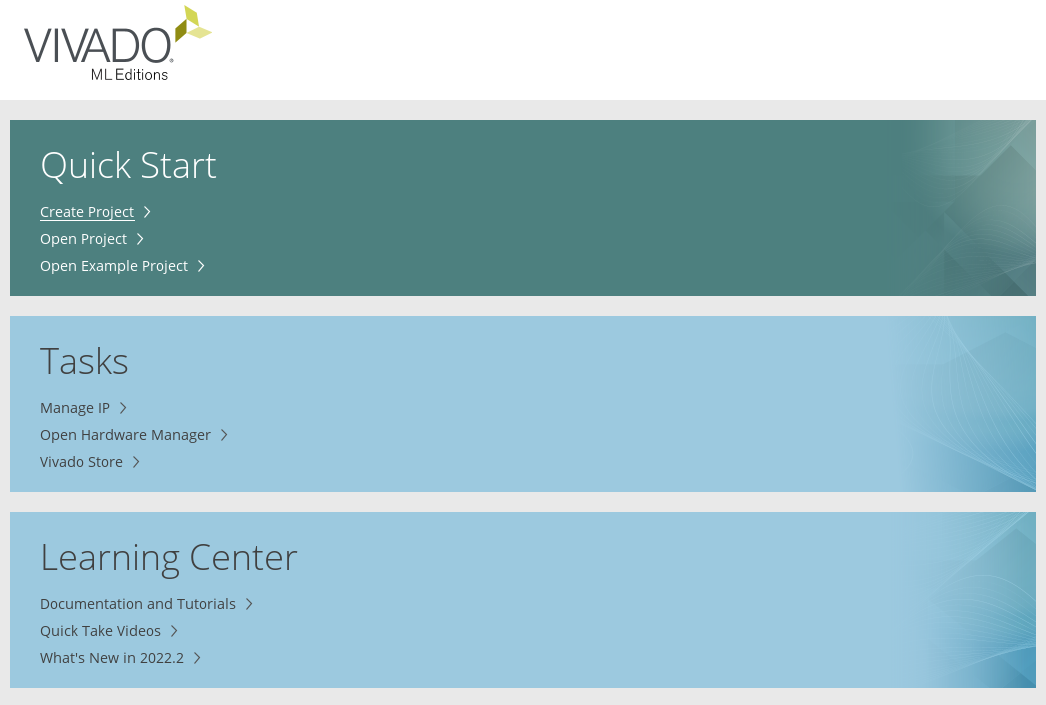 VIVADO®
ML Editions
Quick Start
Create Project
Open Project
Open Example Project
Tasks
Manage IP
Open Hardware Manager
Vivado Store
Learning Center
Documentation and Tutorials
Quick Take Videos
What's New in 2022.2